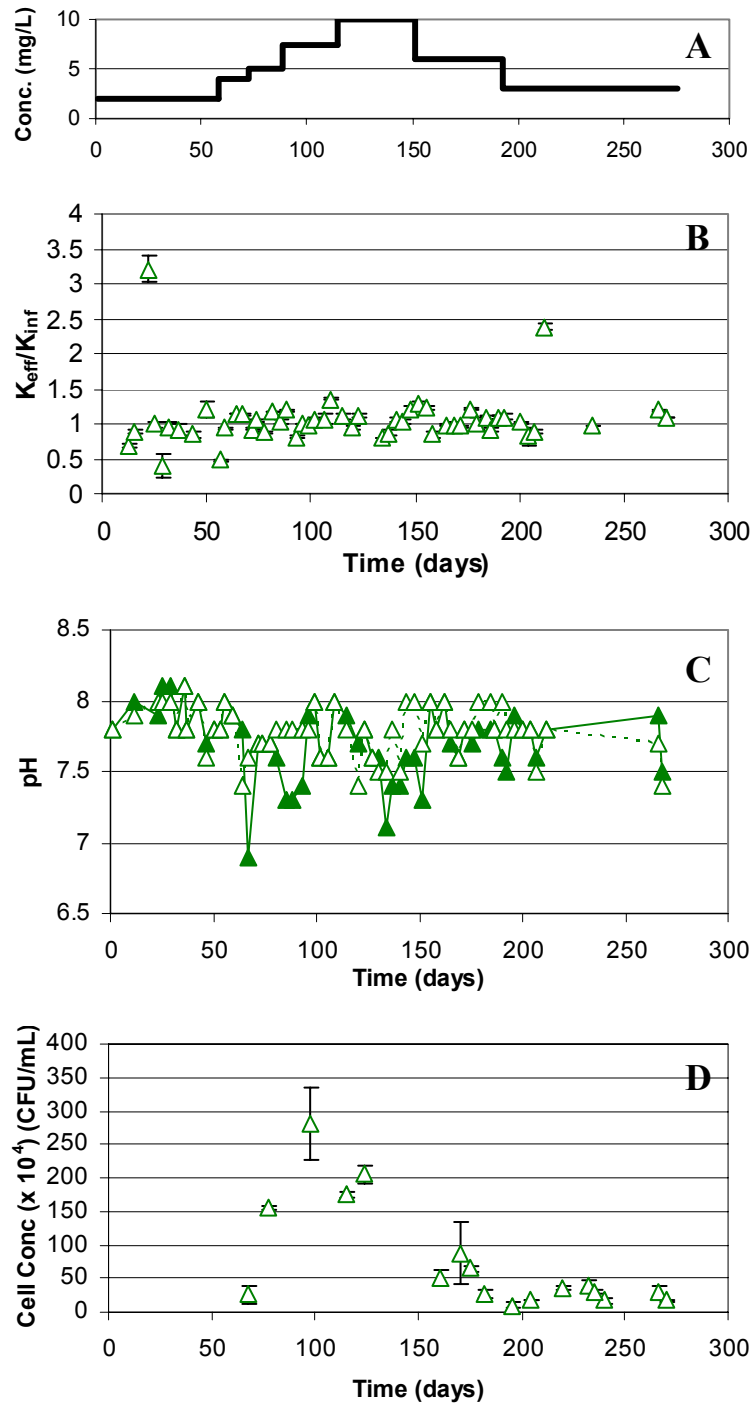 A
Conc. (mg/L)
10
5
0
0 50 100 150 200 250 300
B
K_eff/K_inf
4
3.5
3
2.5
2
1.5
1
0.5
0
0 50 100 150 200 250 300
Time (days)
C
pH
8.5
8
7.5
7
6.5
0 50 100 150 200 250 300
Time (days)
D
Cell Conc (x 10⁴) (CFU/mL)
400
350
300
250
200
150
100
50
0
0 50 100 150 200 250 300
Time (days)